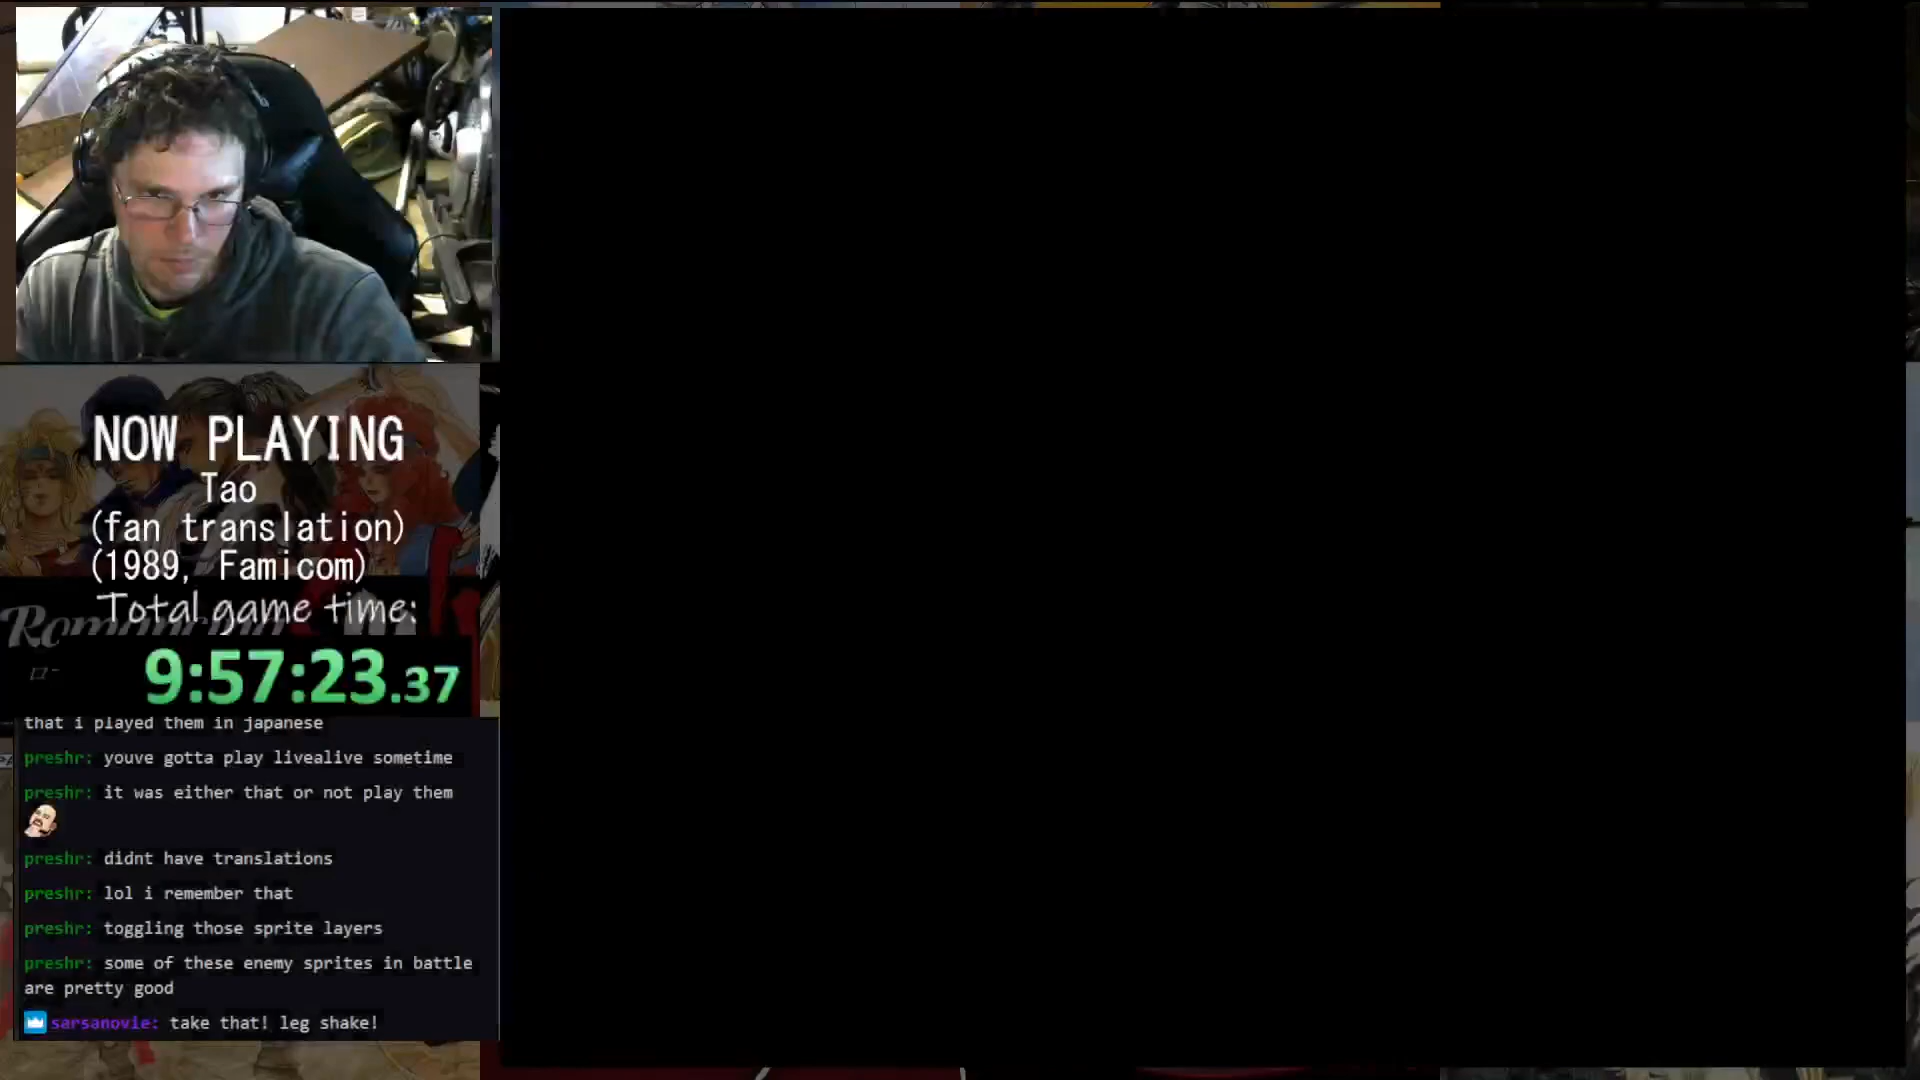 NOW PLAYING
Tao
(fan translation)
(1989, Famicom)
Total game time:
9:57:23.37
that i played them in japanese
preshr: youve gotta play livealive sometime
preshr: it was either that or not play them
preshr: didnt have translations
preshr: lol i remember that
preshr: toggling those sprite layers
preshr: some of these enemy sprites in battle
are pretty good
sarsanovie: take that! leg shake!